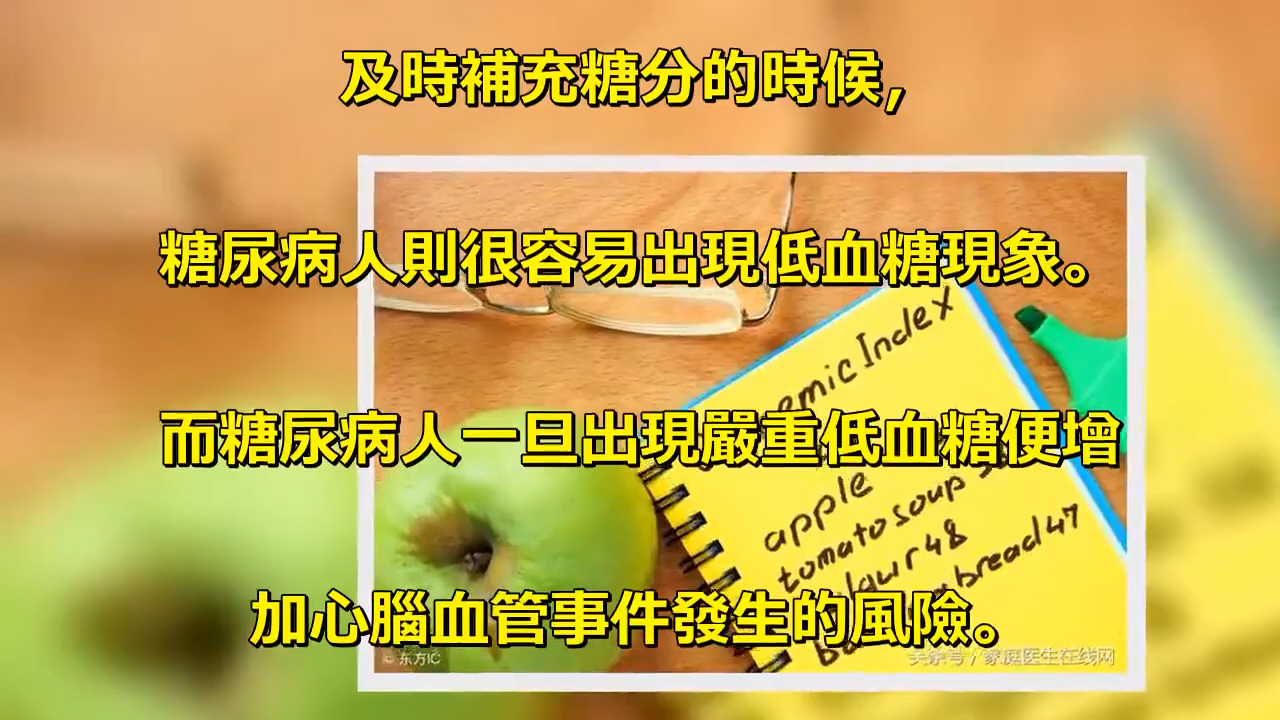 及時補充糖分的時候,
糖尿病人則很容易出現低血糖現象。
而糖尿病人一旦出現嚴重低血糖便增
加心腦血管事件發生的風險。
Index
apple
tomato soup
48
bread 47
© 东方IC
头条号 / 家庭医生在线网